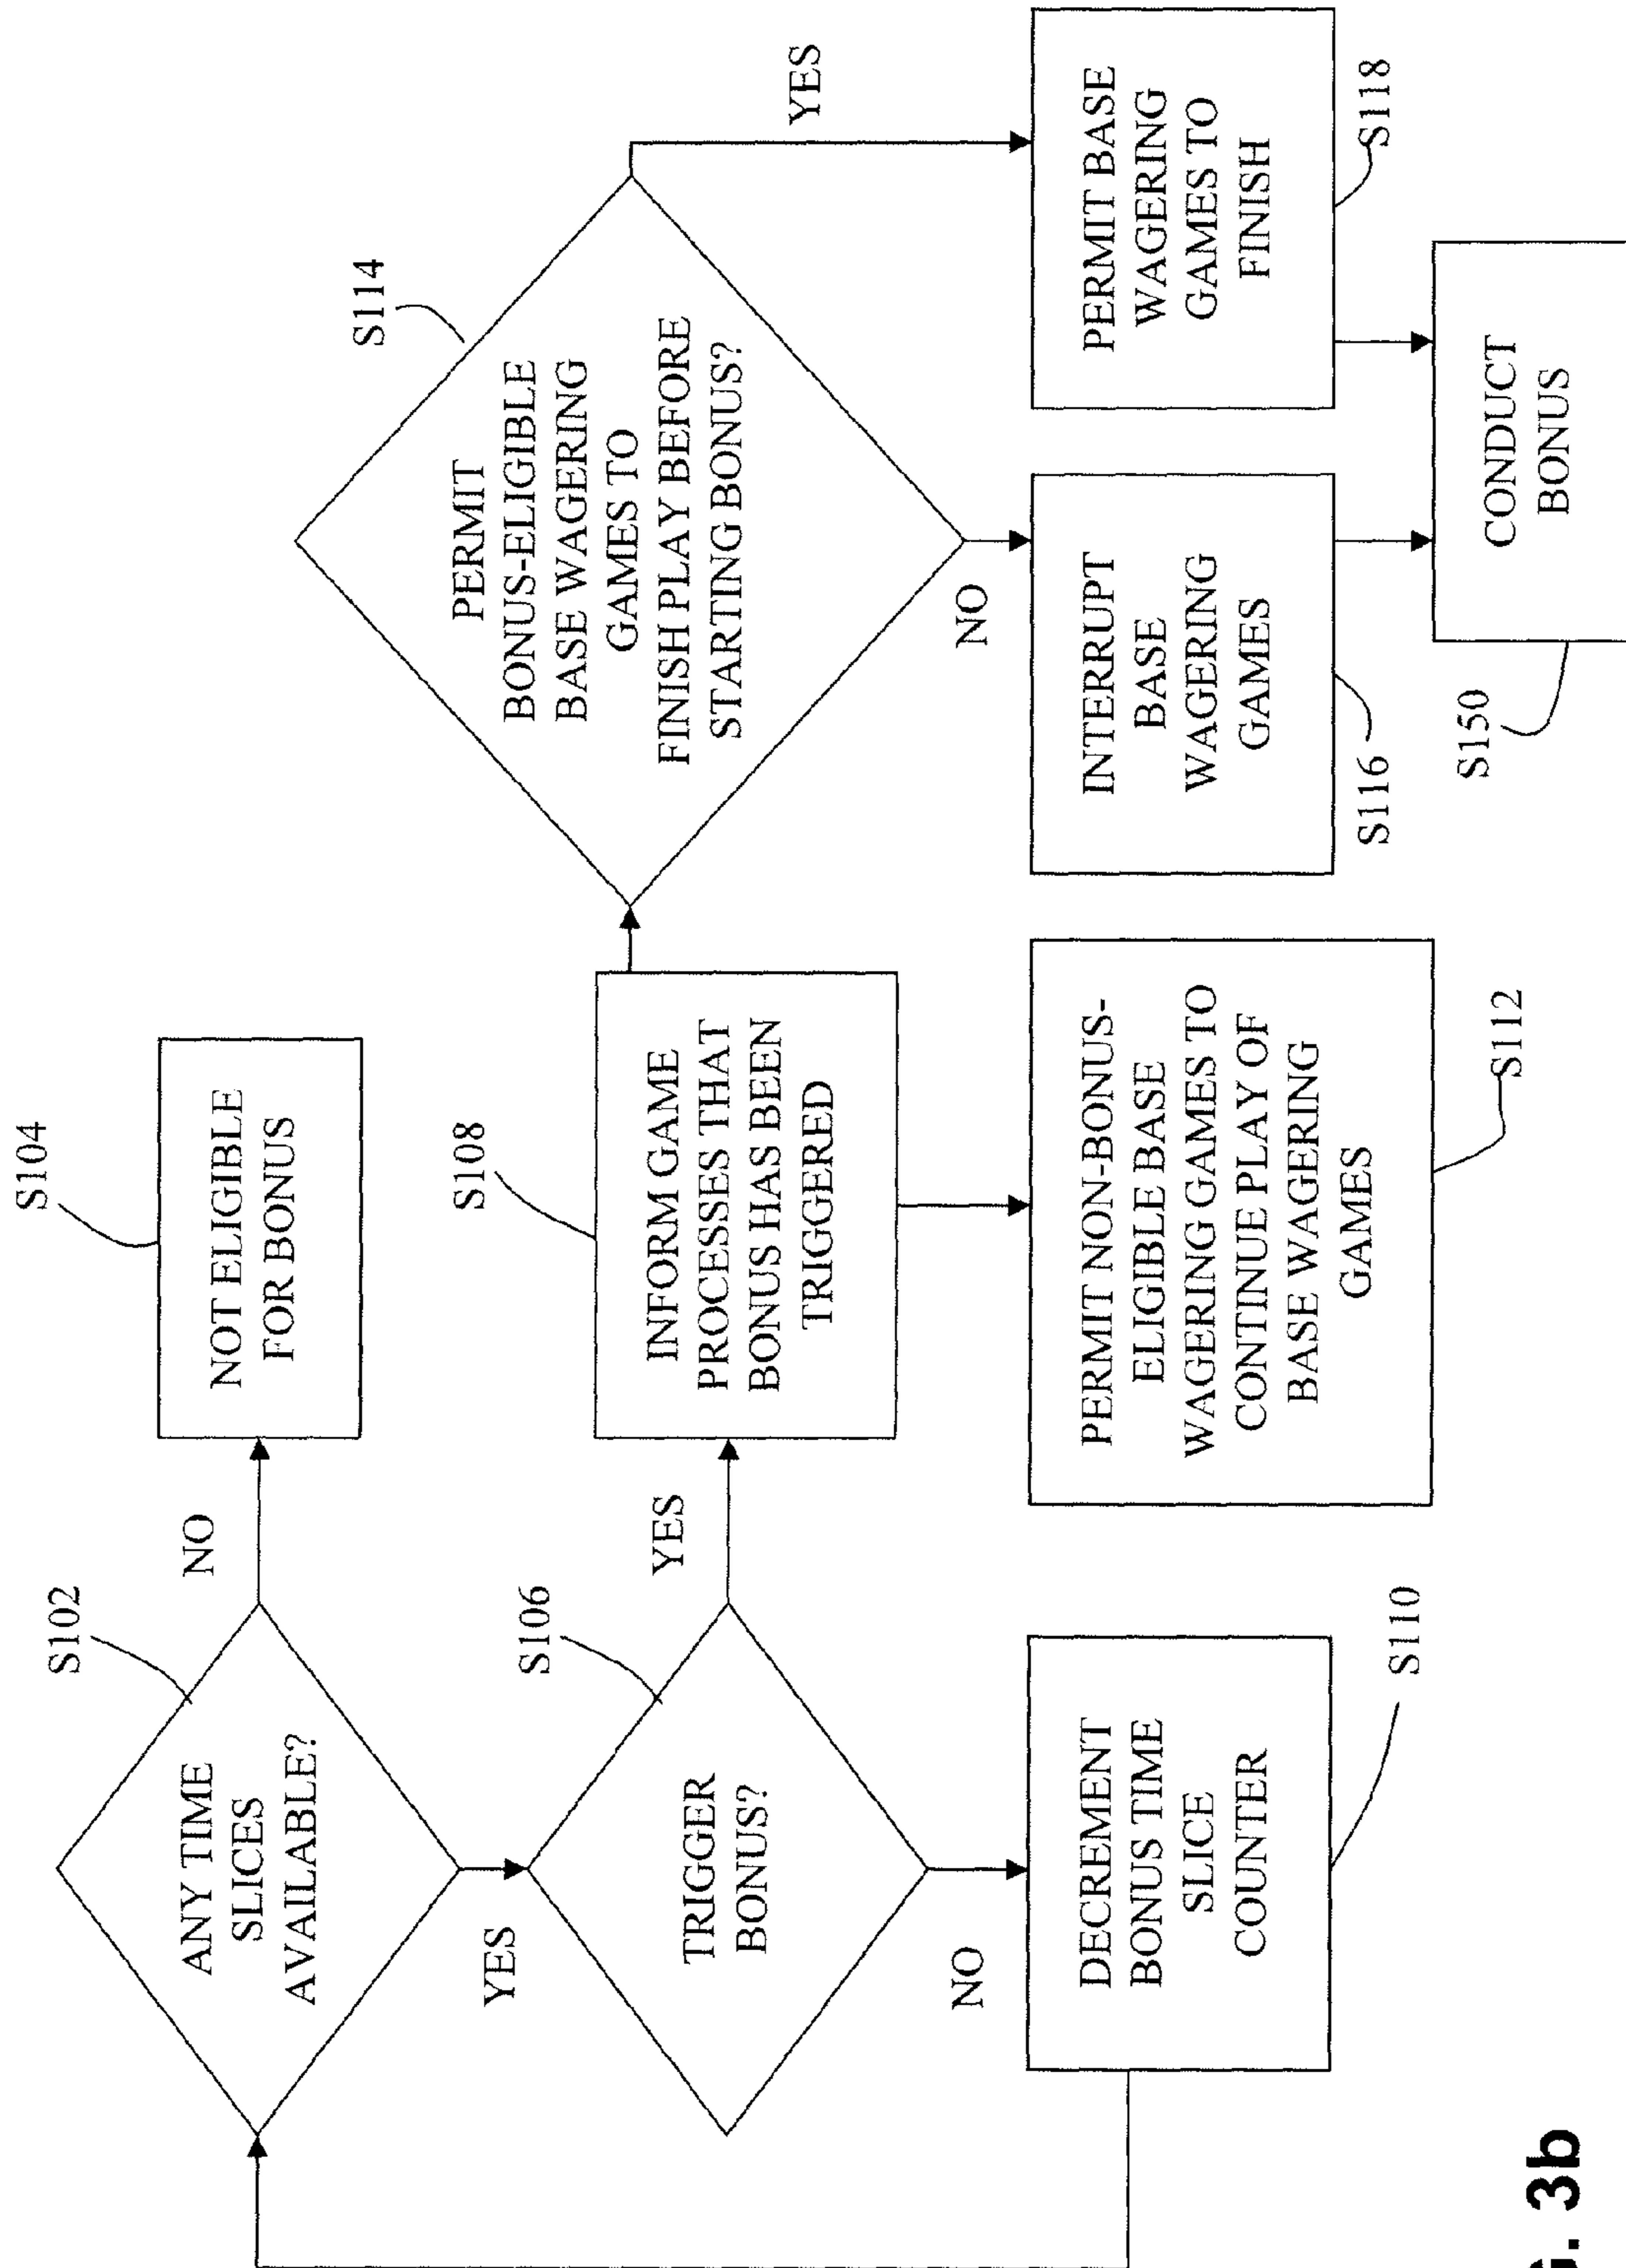 S102
ANY TIME
SLICES
AVAILABLE?
NO
S104
NOT ELIGIBLE
FOR BONUS
YES
S106
TRIGGER
BONUS?
YES
S108
INFORM GAME
PROCESSES THAT
BONUS HAS BEEN
TRIGGERED
S114
PERMIT
BONUS-ELIGIBLE
BASE WAGERING
GAMES TO
FINISH PLAY BEFORE
STARTING BONUS?
YES
NO
NO
DECREMENT
BONUS TIME
SLICE
COUNTER
S110
PERMIT NON-BONUS-
ELIGIBLE BASE
WAGERING GAMES TO
CONTINUE PLAY OF
BASE WAGERING
GAMES
S112
INTERRUPT
BASE
WAGERING
GAMES
S116
PERMIT BASE
WAGERING
GAMES TO
FINISH
S118
S150
CONDUCT
BONUS
G. 3b